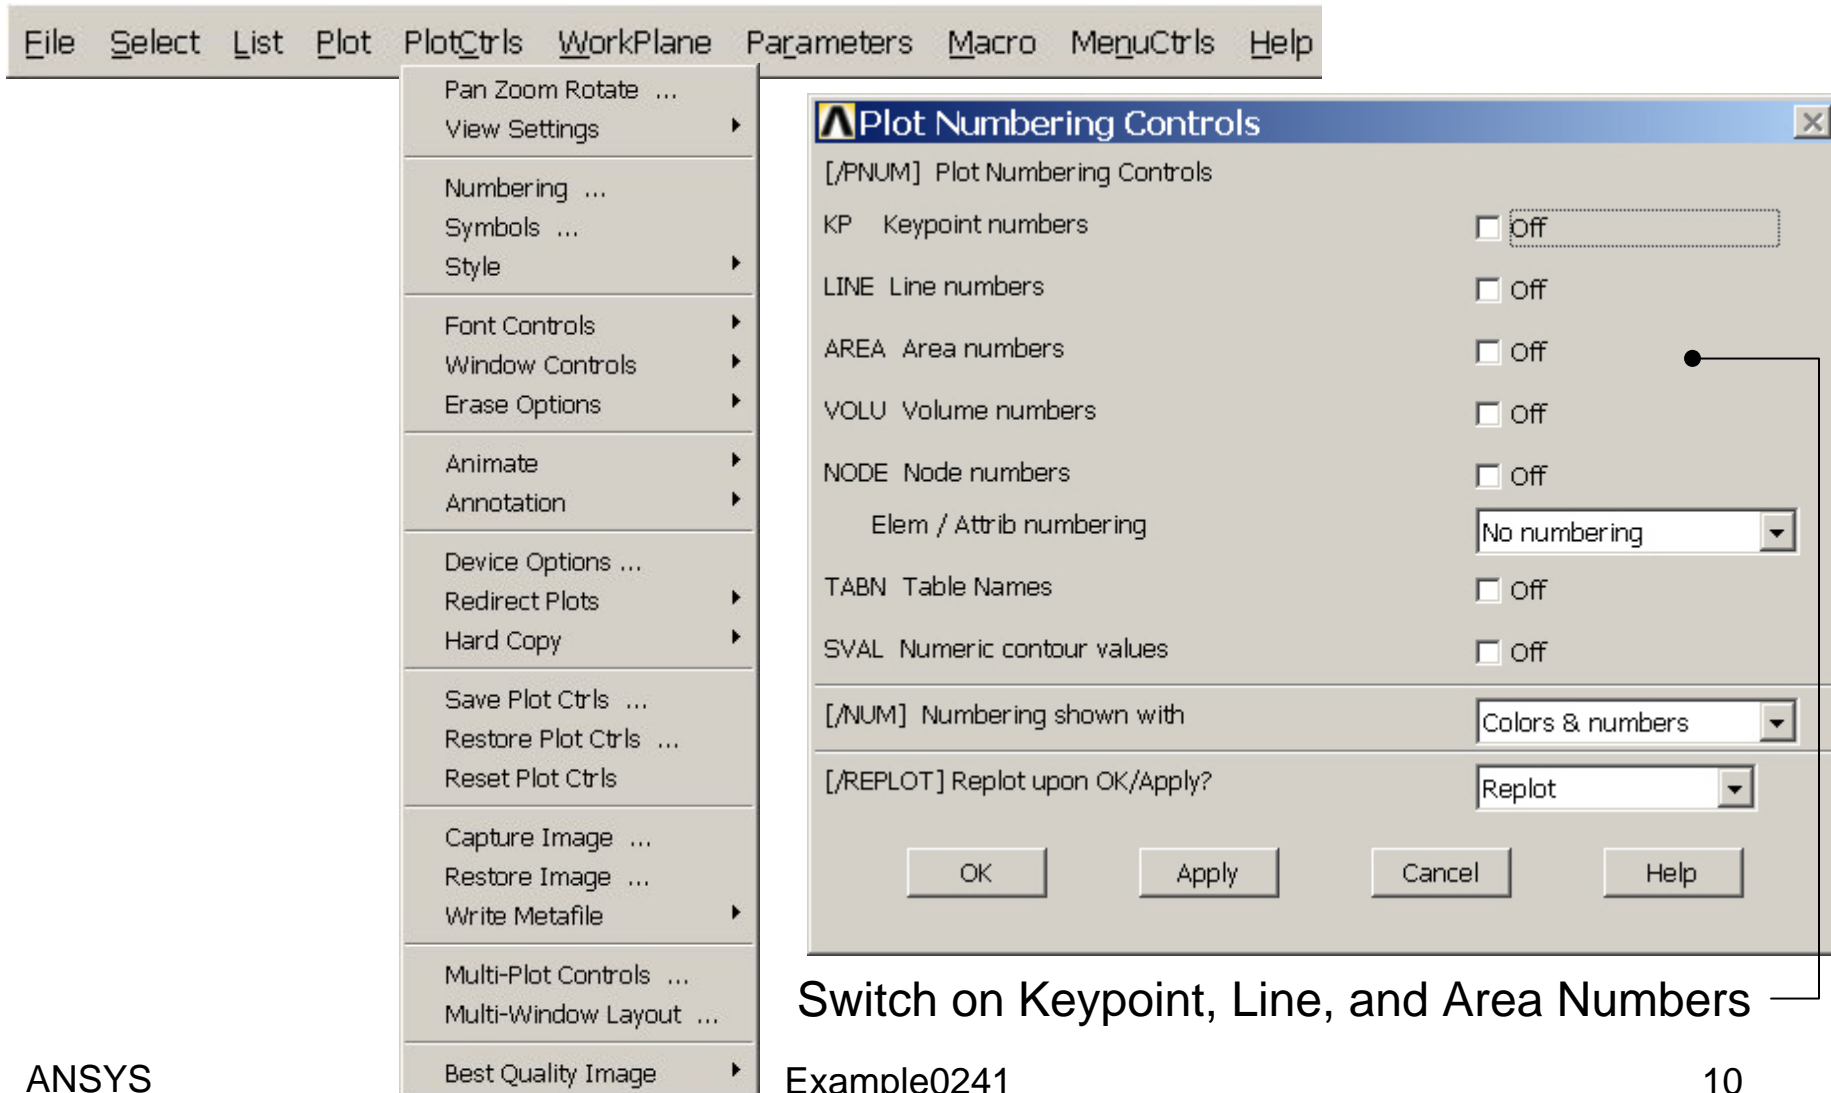 File Select List Plot PlotCtrls WorkPlane Parameters Macro MenuCtrls Help
Pan Zoom Rotate ...
View Settings
Numbering ...
Symbols ...
Style
Font Controls
Window Controls
Erase Options
Animate
Annotation
Device Options ...
Redirect Plots
Hard Copy
Save Plot Ctrls ...
Restore Plot Ctrls ...
Reset Plot Ctrls
Capture Image ...
Restore Image ...
Write Metafile
Multi-Plot Controls ...
Multi-Window Layout ...
Best Quality Image
Plot Numbering Controls
[/PNUM] Plot Numbering Controls
KP Keypoint numbers Off
LINE Line numbers Off
AREA Area numbers Off
VOLU Volume numbers Off
NODE Node numbers Off
Elem / Attrib numbering No numbering
TABN Table Names Off
SVAL Numeric contour values Off
[/NUM] Numbering shown with Colors & numbers
[/REPLOT] Replot upon OK/Apply? Replot
OK Apply Cancel Help
Switch on Keypoint, Line, and Area Numbers
ANSYS Example0241 10